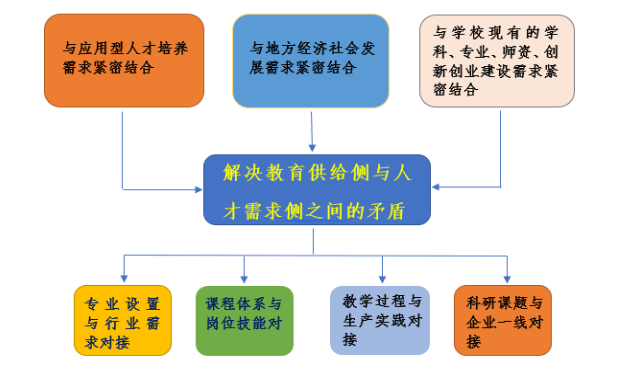 与应用型人才培养
需求紧密结合
与地方经济社会发
展需求紧密结合
与学校现有的学
科、专业、师资、创
新创业建设需求紧
密结合
解决教育供给侧与人
才需求侧之间的矛盾
专业设置
与行业需
求对接
课程体系与
岗位技能对
教学过程与
生产实践对
接
科研课题与
企业一线对
接